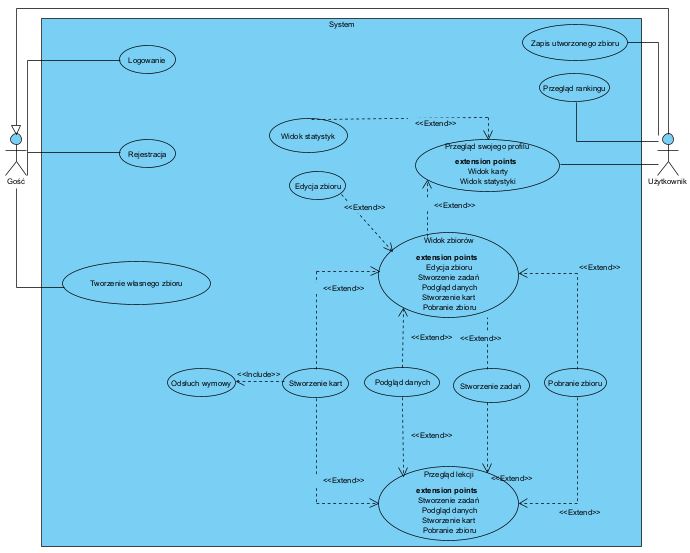 System
Zapis utworzonego zbioru
Logowanie
Przegląd rankingu
<<Extend>>
Widok statystyk
Przegląd swojego profilu
extension points
Widok karty
Widok statystyki
Rejestracja
Gość
Użytkownik
Edycja zbioru
<<Extend>>
<<Extend>>
Widok zbiorów
extension points
Edycja zbioru
Stworzenie zadań
Podgląd danych
Stworzenie kart
Pobranie zbioru
<<Extend>>
Tworzenie własnego zbioru
<<Extend>>
<<Extend>>
<<Extend>>
<<Include>>
Odsłuch wymowy
Stworzenie kart
Podgląd danych
Stworzenie zadań
Pobranie zbioru
<<Extend>>
Przegląd lekcji
<<Extend>>
<<Extend>>
extension points
Stworzenie zadań
Podgląd danych
Stworzenie kart
Pobranie zbioru
<<Extend>>